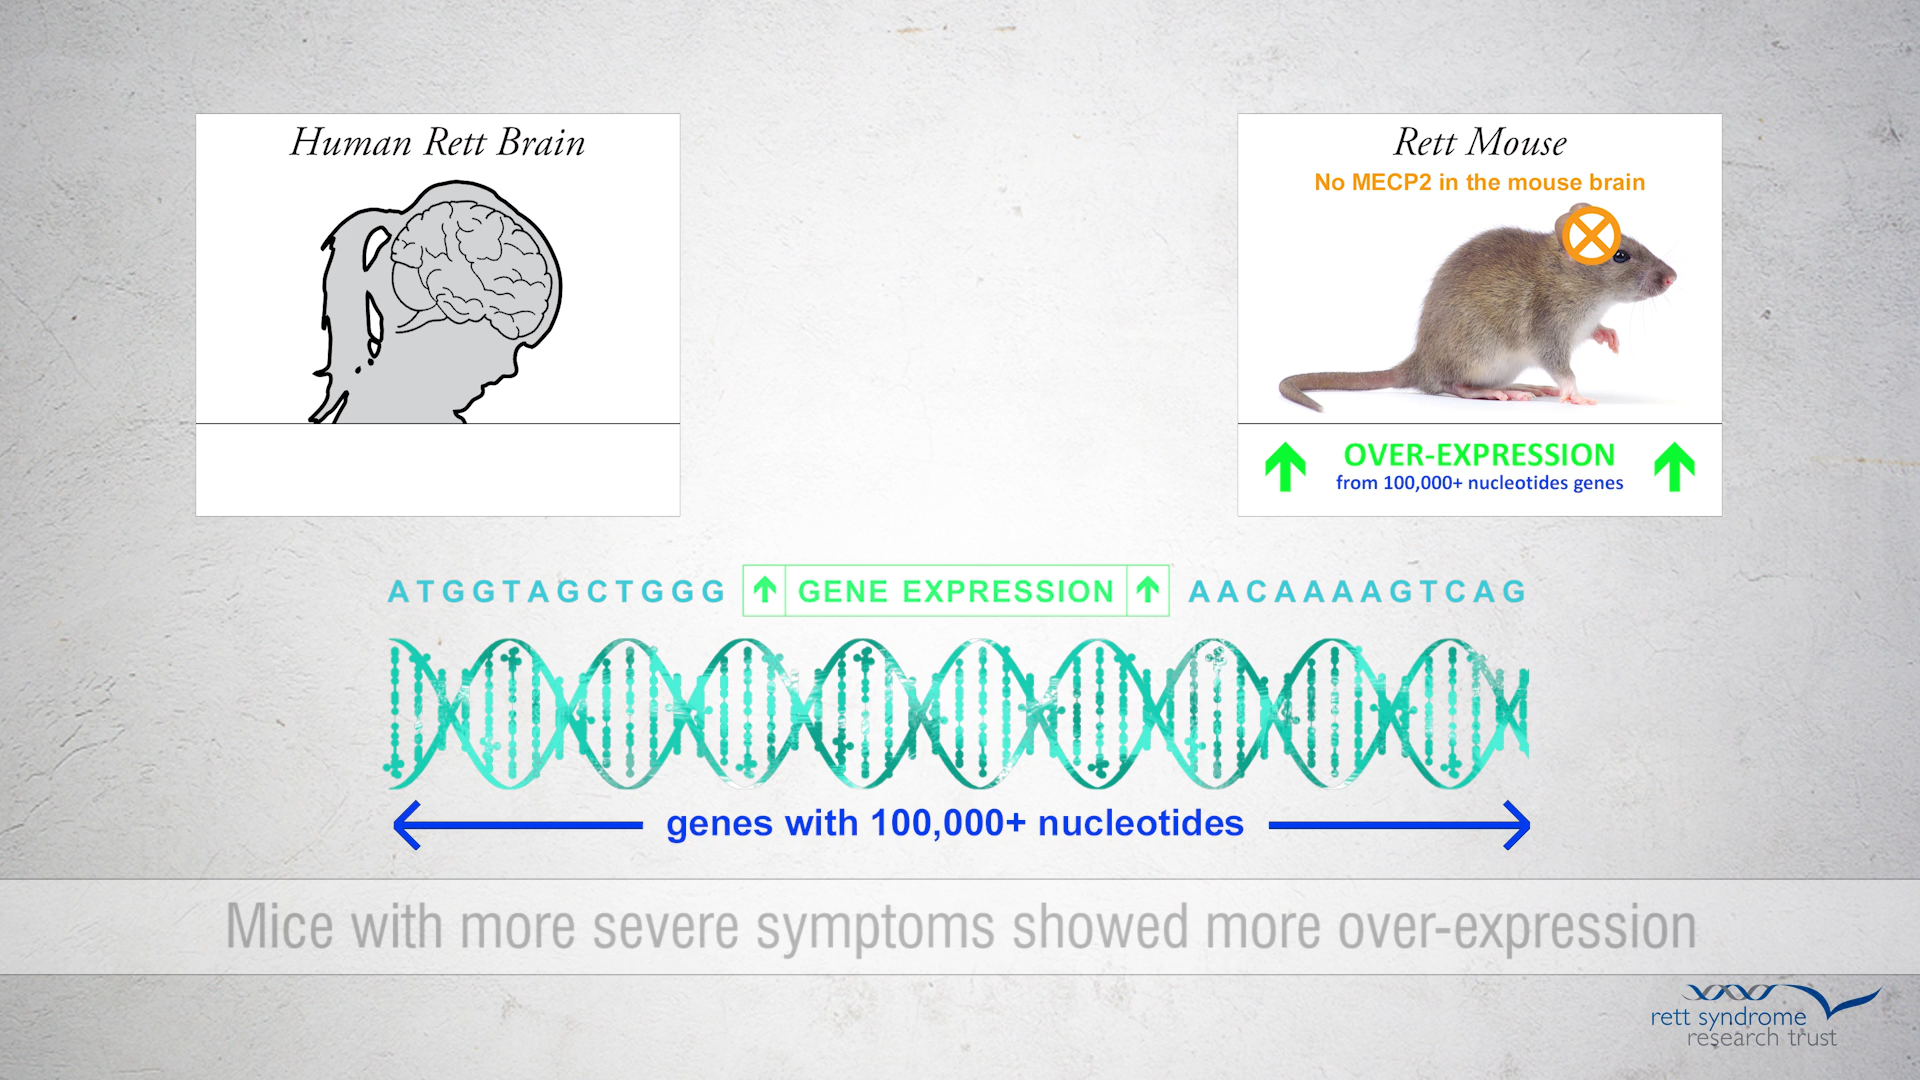 Human Rett Brain
Rett Mouse
No MECP2 in the mouse brain
OVER-EXPRESSION
from 100,000+ nucleotides genes
ATGGTAGCTGGG GENE EXPRESSION AACAAAAGTCAG
genes with 100,000+ nucleotides
Mice with more severe symptoms showed more over-expression
rett syndrome
research trust